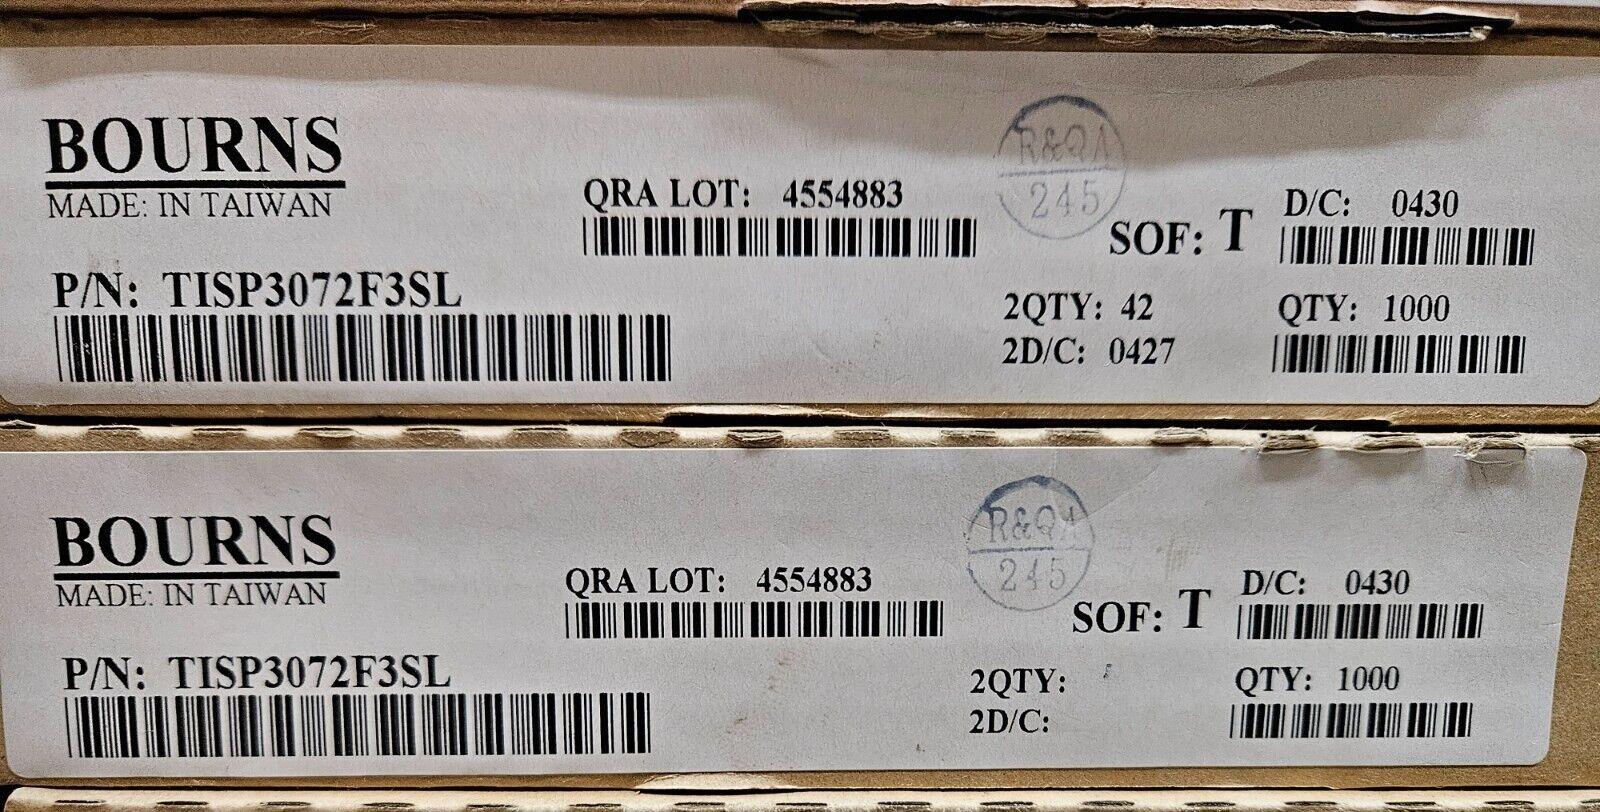 BOURNS
MADE: IN TAIWAN
P/N: TISP3072F3SL
QRA LOT: 4554883
R&QA
245
SOF: T
D/C: 0430
2QTY: 42
2D/C: 0427
QTY: 1000
BOURNS
MADE: IN TAIWAN
P/N: TISP3072F3SL
QRA LOT: 4554883
R&QA
245
SOF: T
D/C: 0430
2QTY:
2D/C:
QTY: 1000